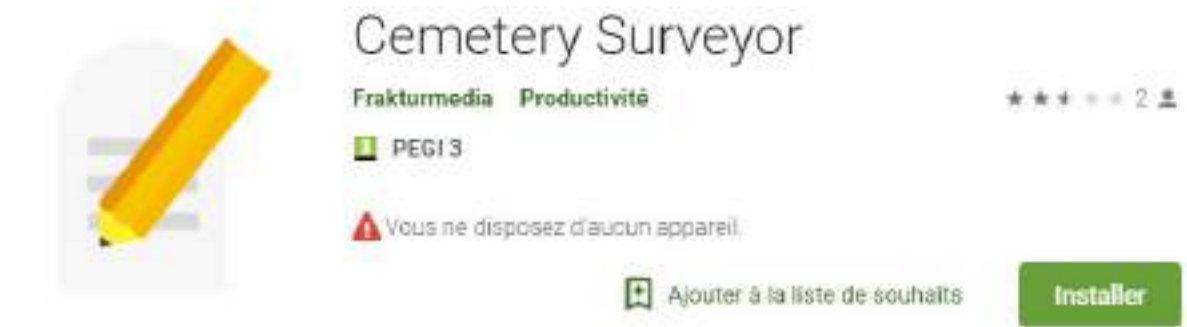 Cemetery Surveyor
Frakturmedia Productivité
2
PEGI 3
Vous ne disposez d'aucun appareil.
Ajouter à la liste de souhaits
Installer